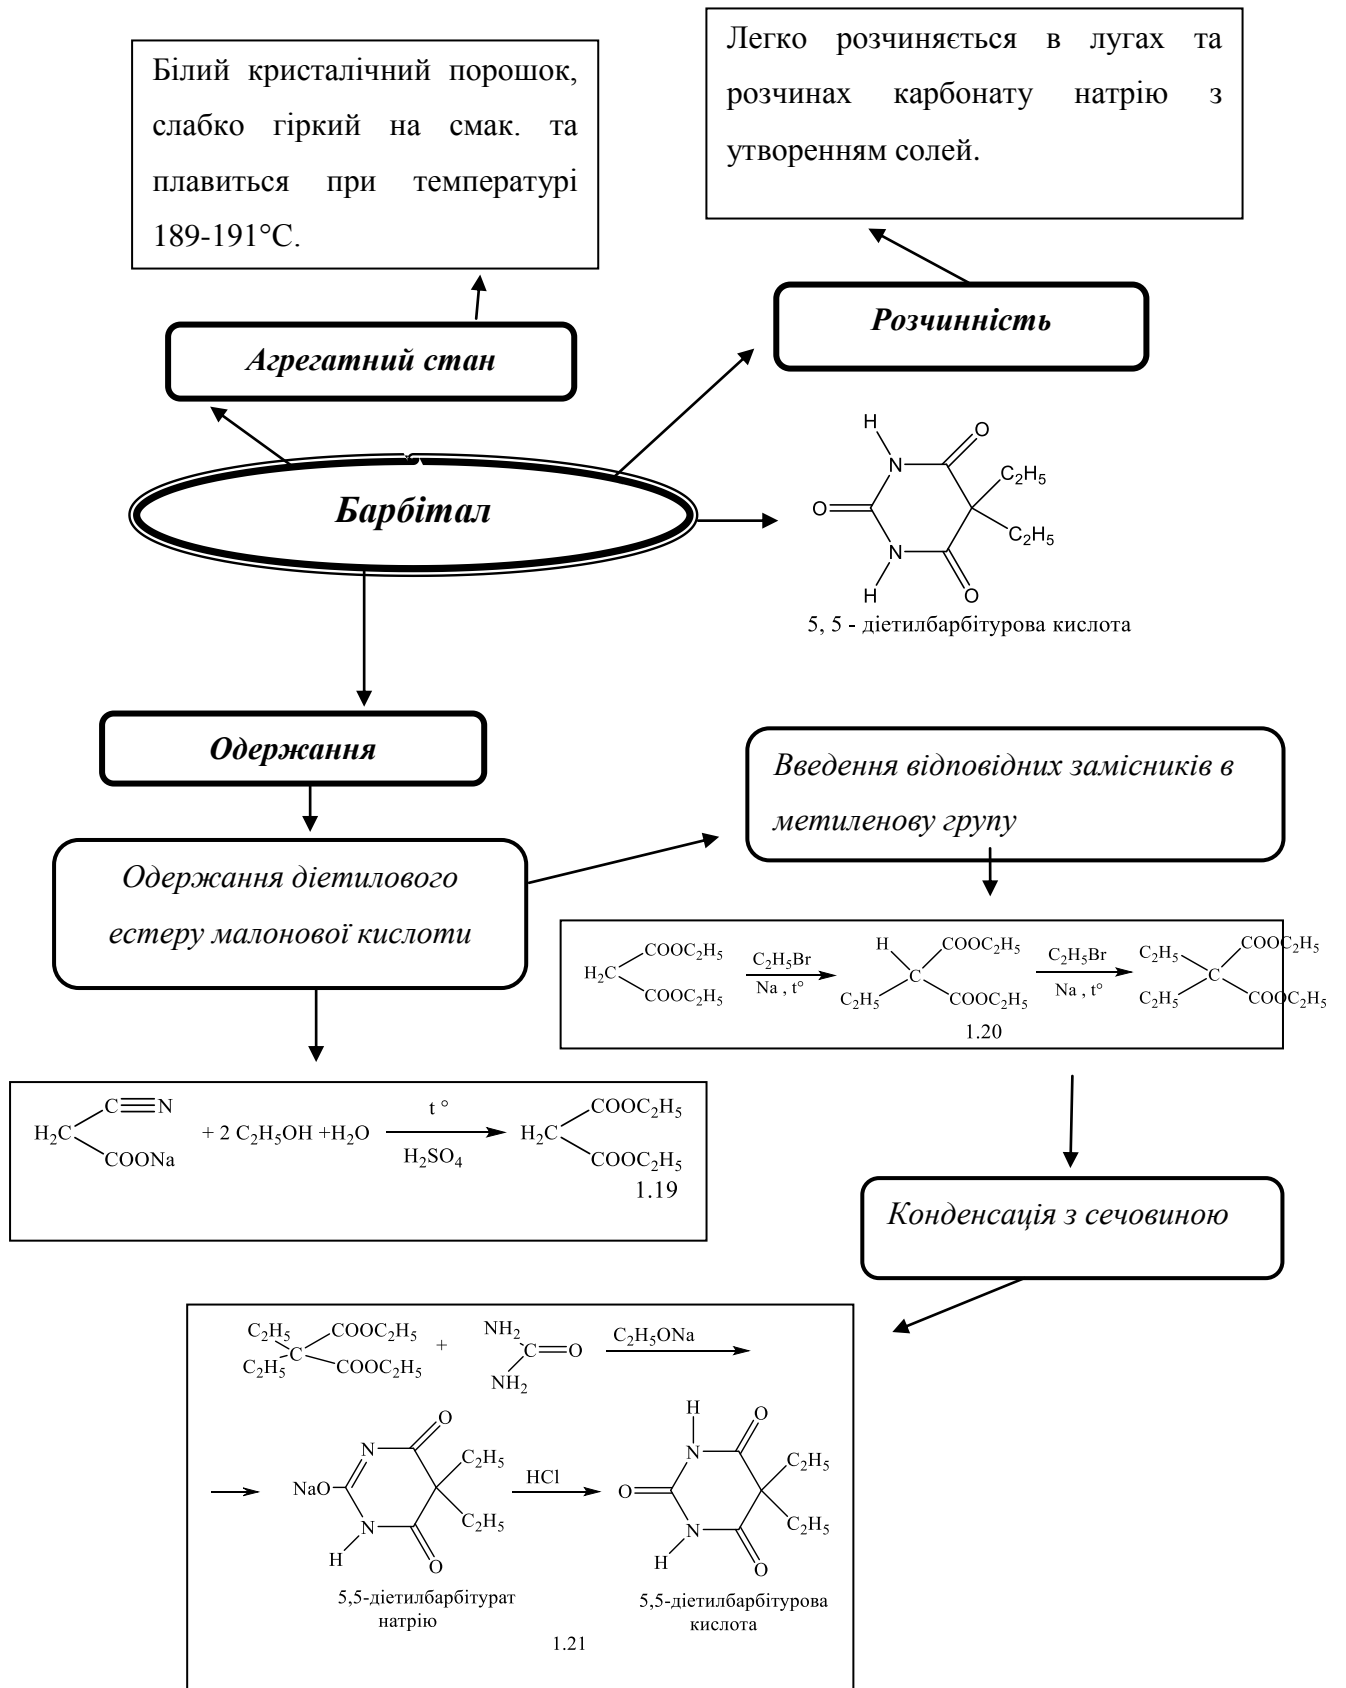 Білий кристалічний порошок,
слабко гіркий на смак. та
плавиться при температурі
189-191°С.
Легко розчиняється в лугах та
розчинах карбонату натрію з
утворенням солей.
Агрегатний стан
Розчинність
Барбітал
H
O
N
C₂H₅
O
C₂H₅
N
H
O
5, 5 - діетилбарбітурова кислота
Одержання
Введення відповідних замісників в
метиленову групу
Одержання діетилового
естеру малонової кислоти
H₂C
COOC₂H₅
COOC₂H₅
C₂H₅Br
Na , t°
H
C
COOC₂H₅
C₂H₅
COOC₂H₅
C₂H₅Br
Na , t°
C₂H₅
C₂H₅
C
COOC₂H₅
COOC₂H₅
1.20
C≡N
H₂C
COONa
+ 2 C₂H₅OH +H₂O
t °
H₂SO₄
H₂C
COOC₂H₅
COOC₂H₅
1.19
Конденсація з сечовиною
C₂H₅
C₂H₅
C
COOC₂H₅
COOC₂H₅
+
NH₂
C=O
NH₂
C₂H₅ONa
O
N
C₂H₅
NaO
C₂H₅
N
H
O
HCl
H
O
N
C₂H₅
O
C₂H₅
N
H
O
5,5-діетилбарбітурат
натрію
5,5-діетилбарбітурова
кислота
1.21